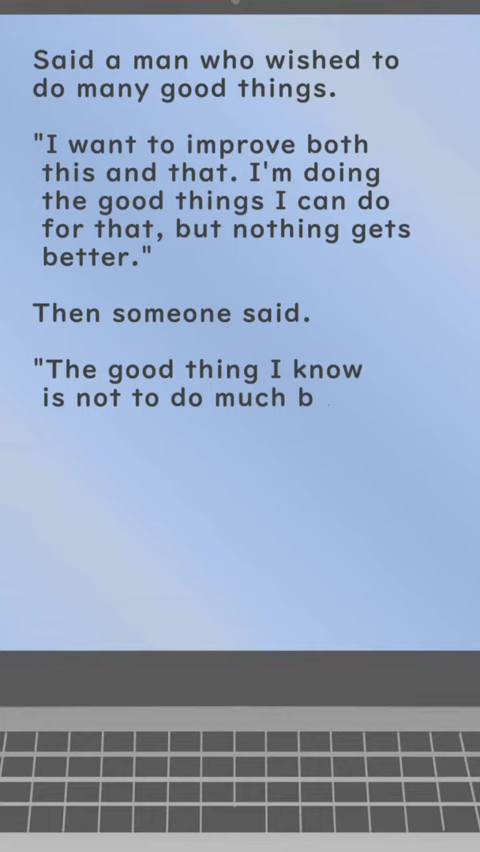 Said a man who wished to
do many good things.
"I want to improve both
this and that. I'm doing
the good things I can do
for that, but nothing gets
better."
Then someone said.
"The good thing I know
is not to do much b